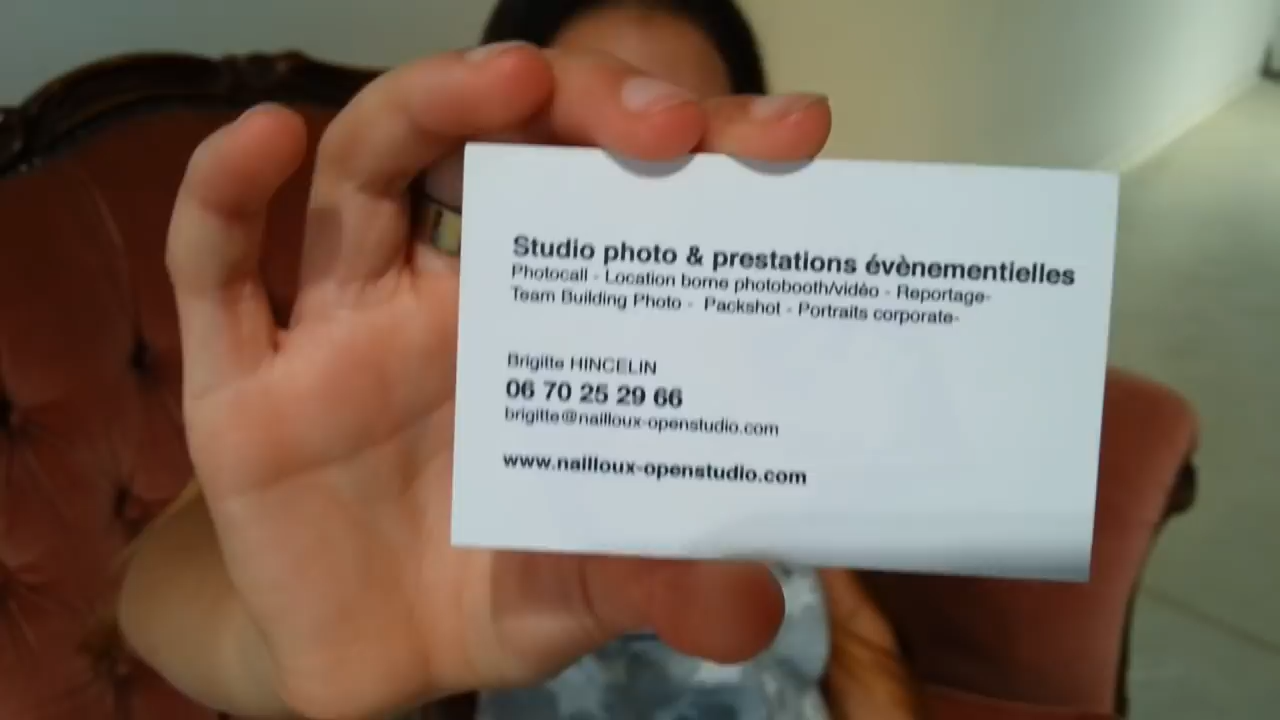 Studio photo & prestations évènementielles
Photocall - Location borne photobooth/vidéo - Reportage-
Team Building Photo - Packshot - Portraits corporate-
Brigitte HINCELIN
06 70 25 29 66
brigitte@nailloux-openstudio.com
www.nailloux-openstudio.com